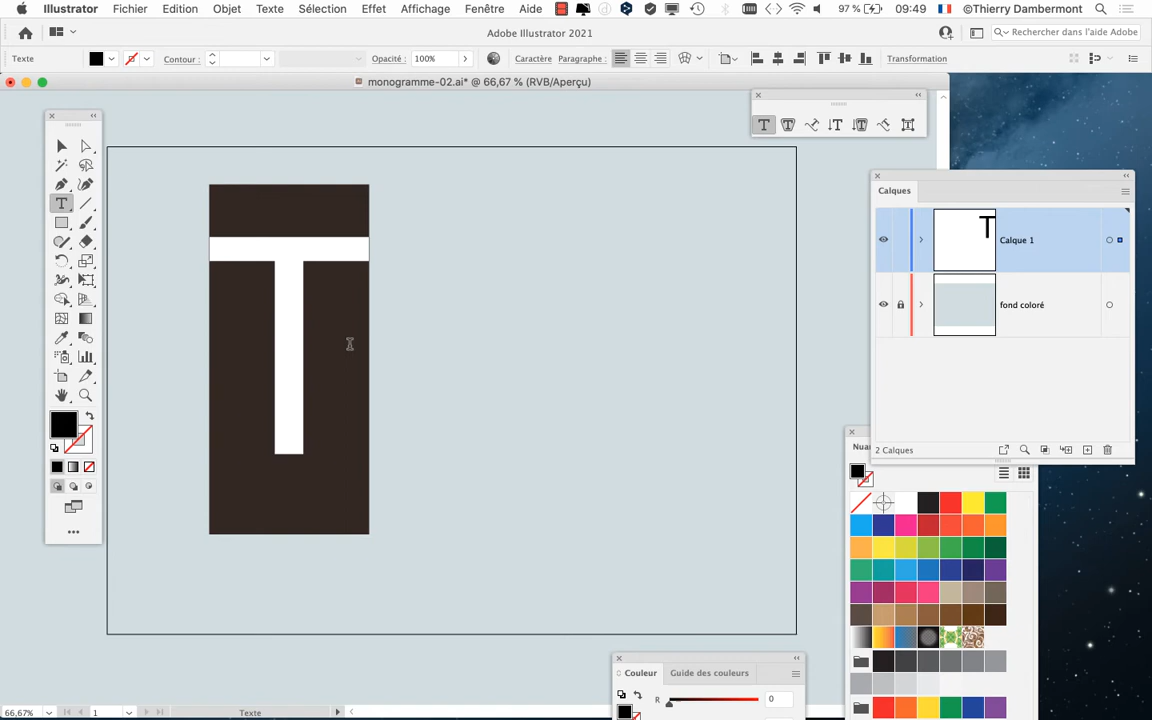 Illustrator Fichier Edition Objet Texte Sélection Effet Affichage Fenêtre Aide 97 % 09:49 ©Thierry Dambermont
Adobe Illustrator 2021
Rechercher dans l'aide Adobe
Texte Contour : Opacité : 100% Caractère Paragraphe : Transformation
monogramme-02.ai* @ 66,67 % (RVB/Aperçu)
T
Calques
T Calque 1
fond coloré
2 Calques
Nuan
Couleur Guide des couleurs
R 0
66,67% 1 Texte